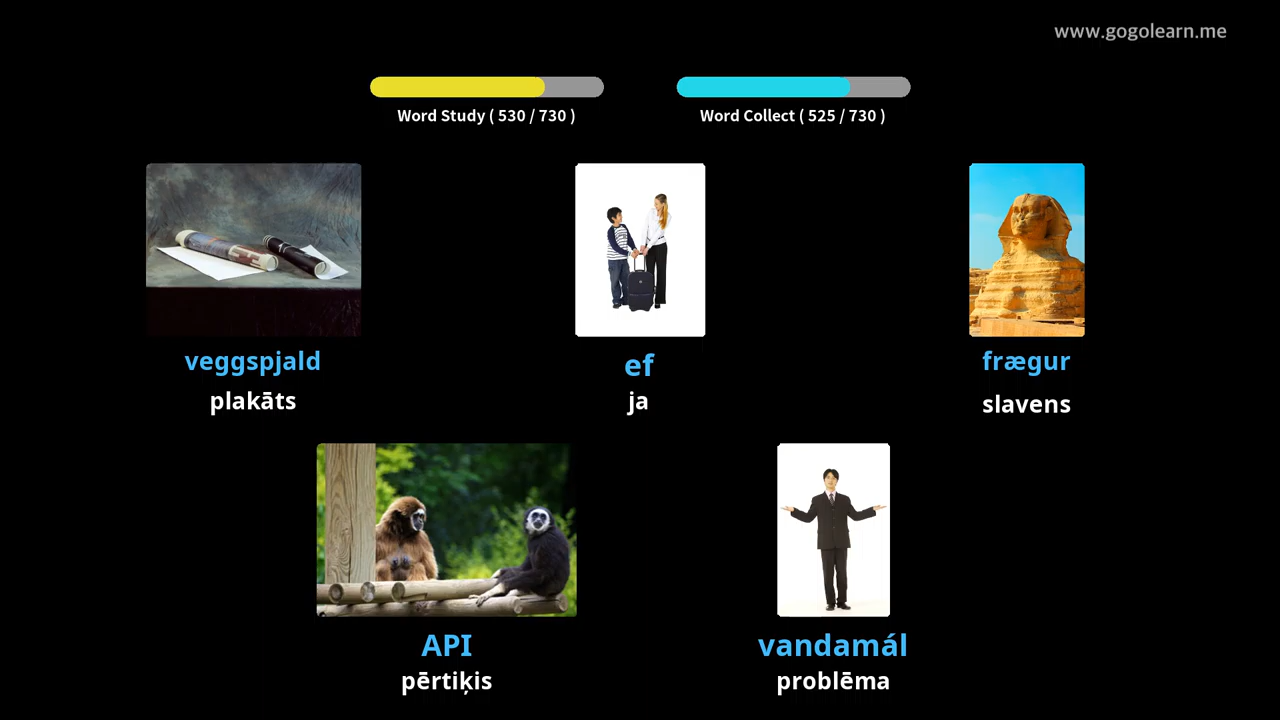 www.gogolearn.me
Word Study ( 530 / 730 )
Word Collect ( 525 / 730 )
veggspjald
plakāts
ef
ja
frægur
slavens
API
pērtiķis
vandamál
problēma